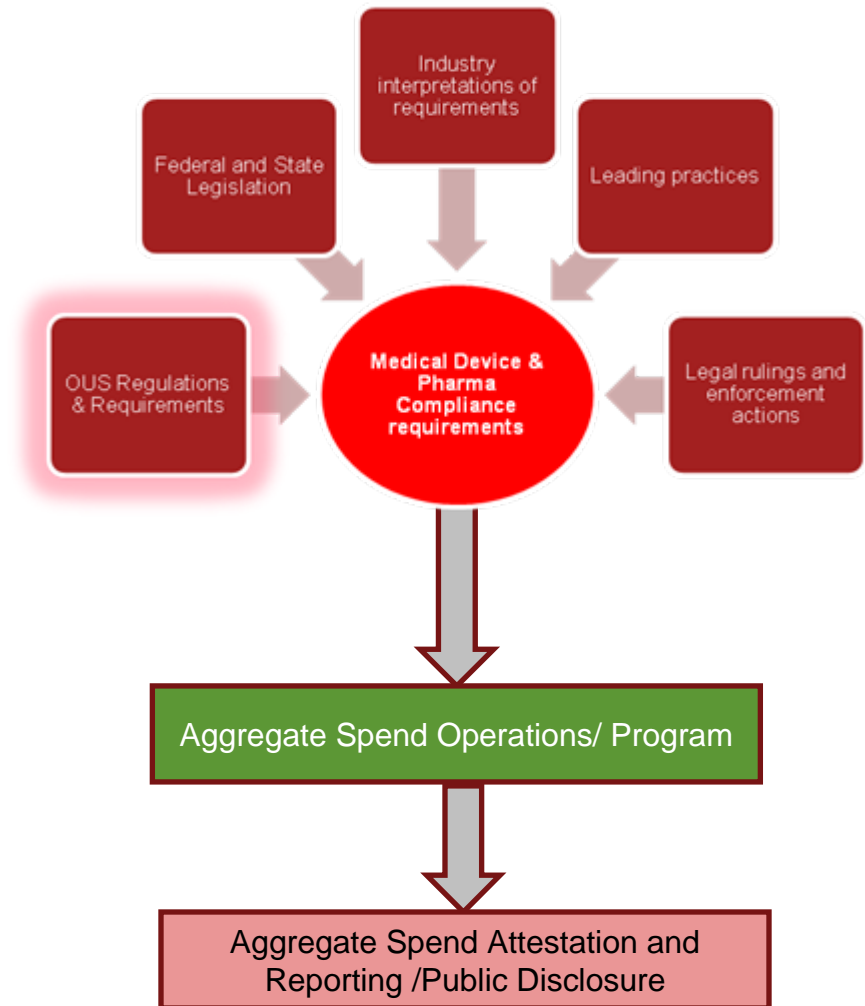 Industry
interpretations of
requirements
Federal and State
Legislation
Leading practices
OUS Regulations
& Requirements
Medical Device &
Pharma
Compliance
requirements
Legal rulings and
enforcement
actions
Aggregate Spend Operations/ Program
Aggregate Spend Attestation and
Reporting /Public Disclosure